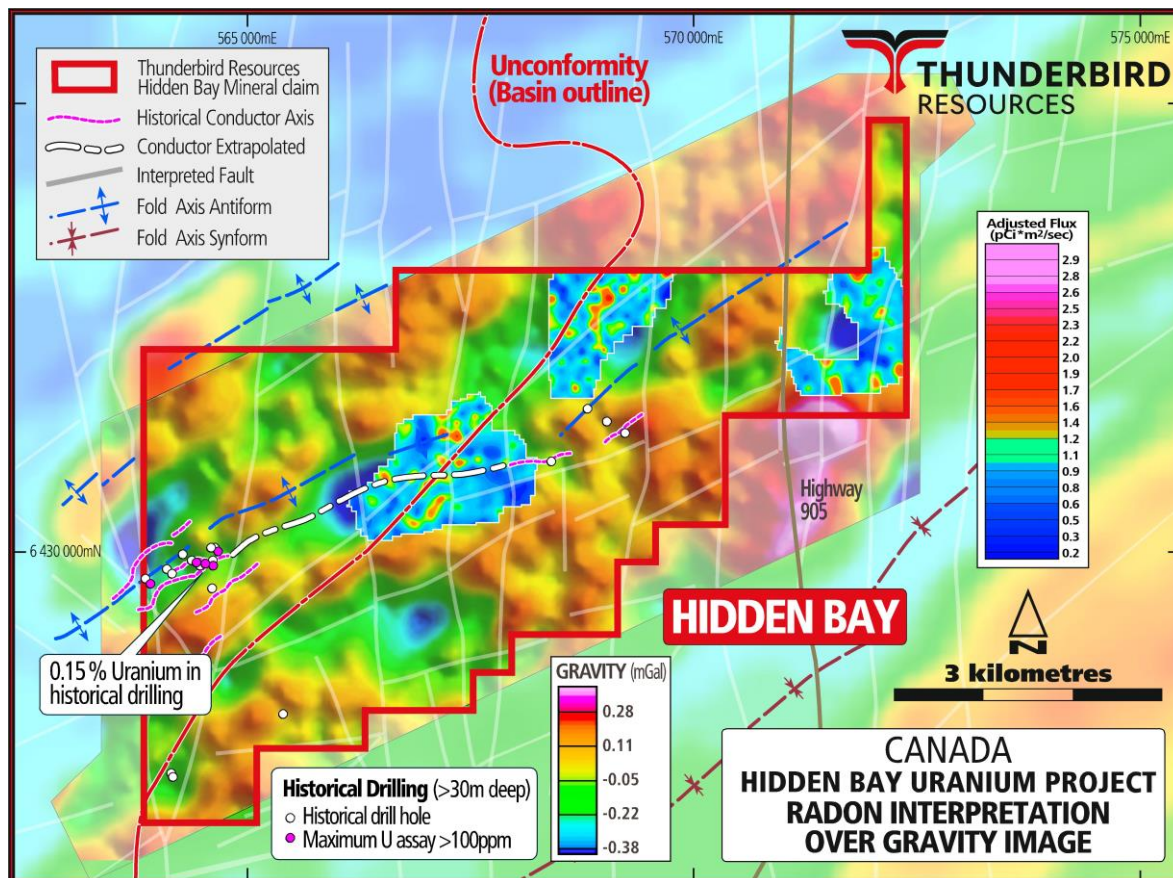 565 000mE
570 000mE
575 000mE
Thunderbird Resources
Hidden Bay Mineral claim
Historical Conductor Axis
Conductor Extrapolated
Interpreted Fault
Fold Axis Antiform
Fold Axis Synform
Unconformity
(Basin outline)
THUNDERBIRD
RESOURCES
Adjusted Flux
(pCi*m²/sec)
2.9
2.8
2.6
2.5
2.3
2.2
2.0
1.9
1.7
1.6
1.4
1.2
1.1
0.9
0.8
0.6
0.5
0.3
0.2
Highway
905
6 430 000mN
HIDDEN BAY
0.15% Uranium in
historical drilling
N
3 kilometres
GRAVITY (mGal)
0.28
0.11
-0.05
-0.22
-0.38
Historical Drilling (>30m deep)
Historical drill hole
Maximum U assay >100ppm
CANADA
HIDDEN BAY URANIUM PROJECT
RADON INTERPRETATION
OVER GRAVITY IMAGE